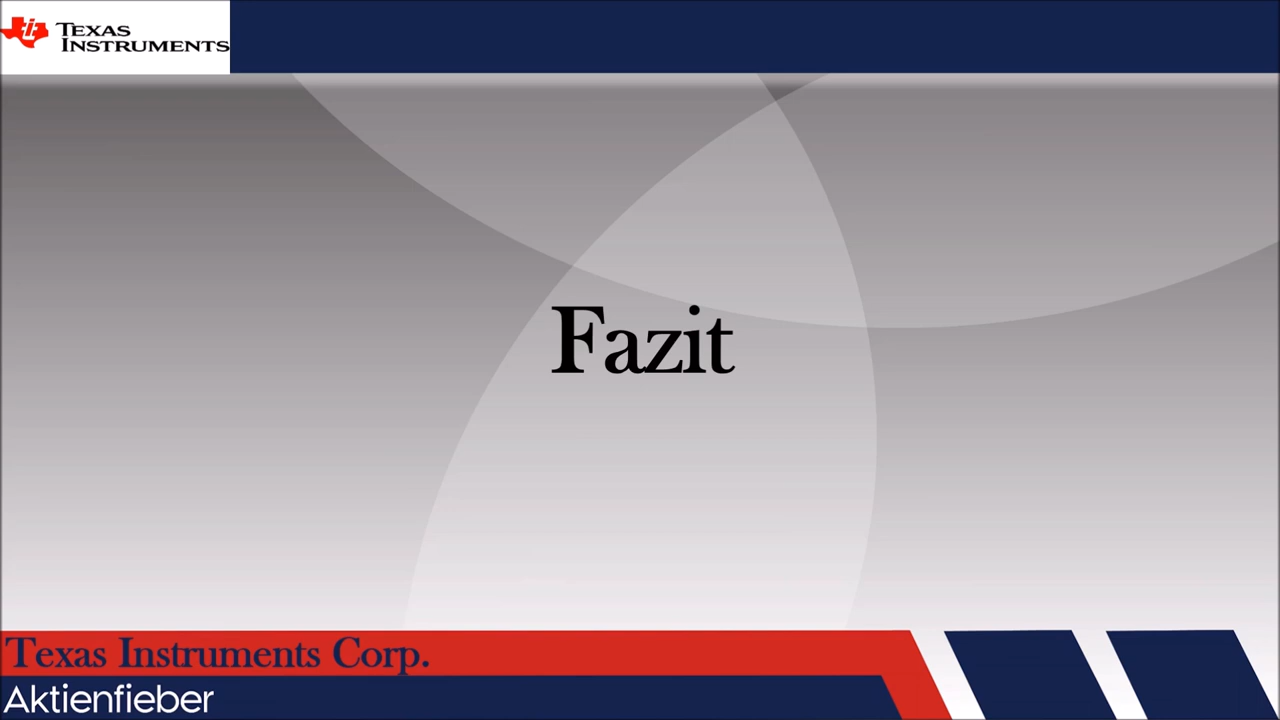 TEXAS
INSTRUMENTS
Fazit
Texas Instruments Corp.
Aktienfieber